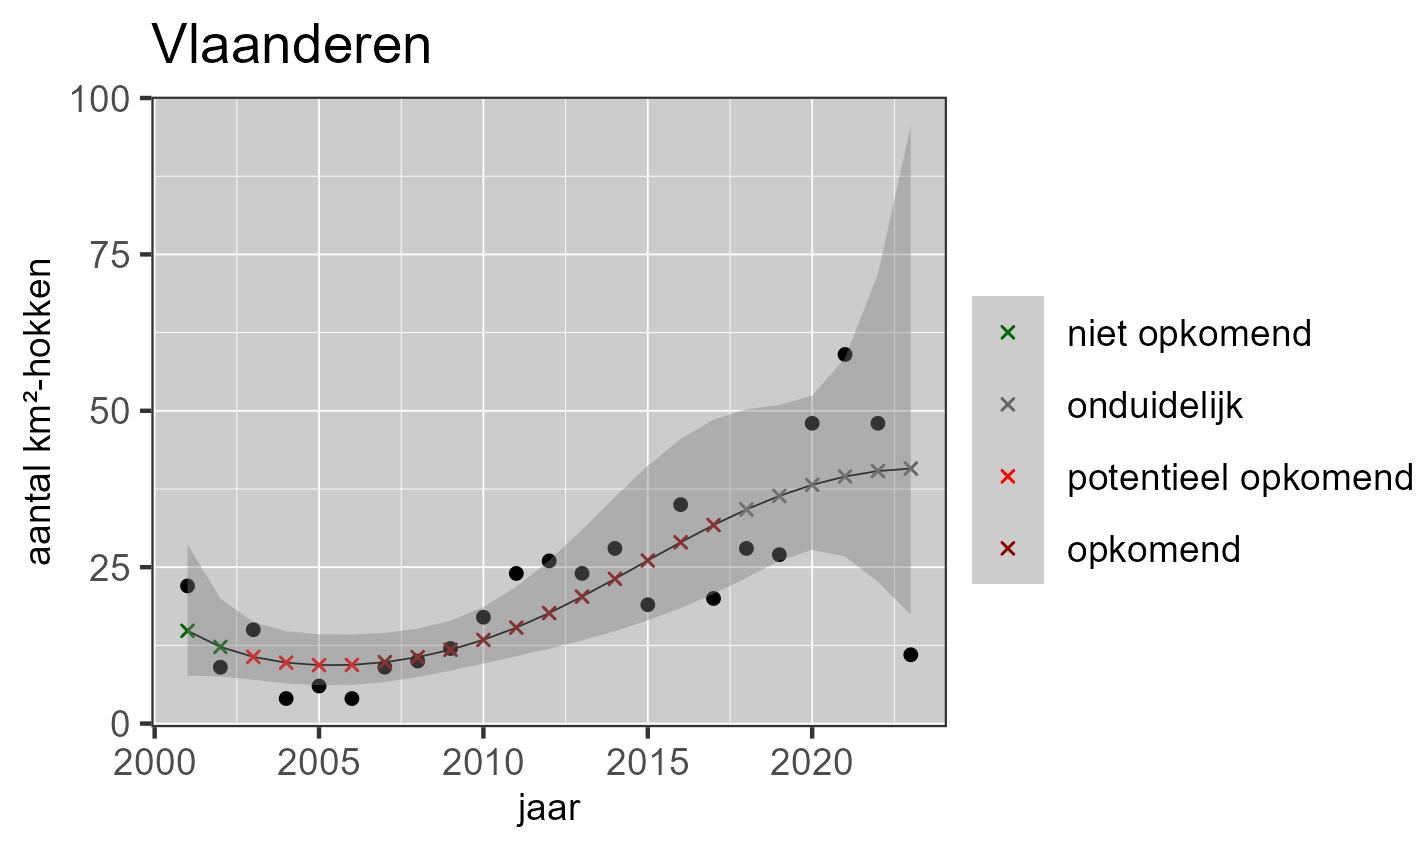 Vlaanderen
100
75
50
25
0
aantal km²-hokken
2000 2005 2010 2015 2020
jaar
niet opkomend
onduidelijk
potentieel opkomend
opkomend